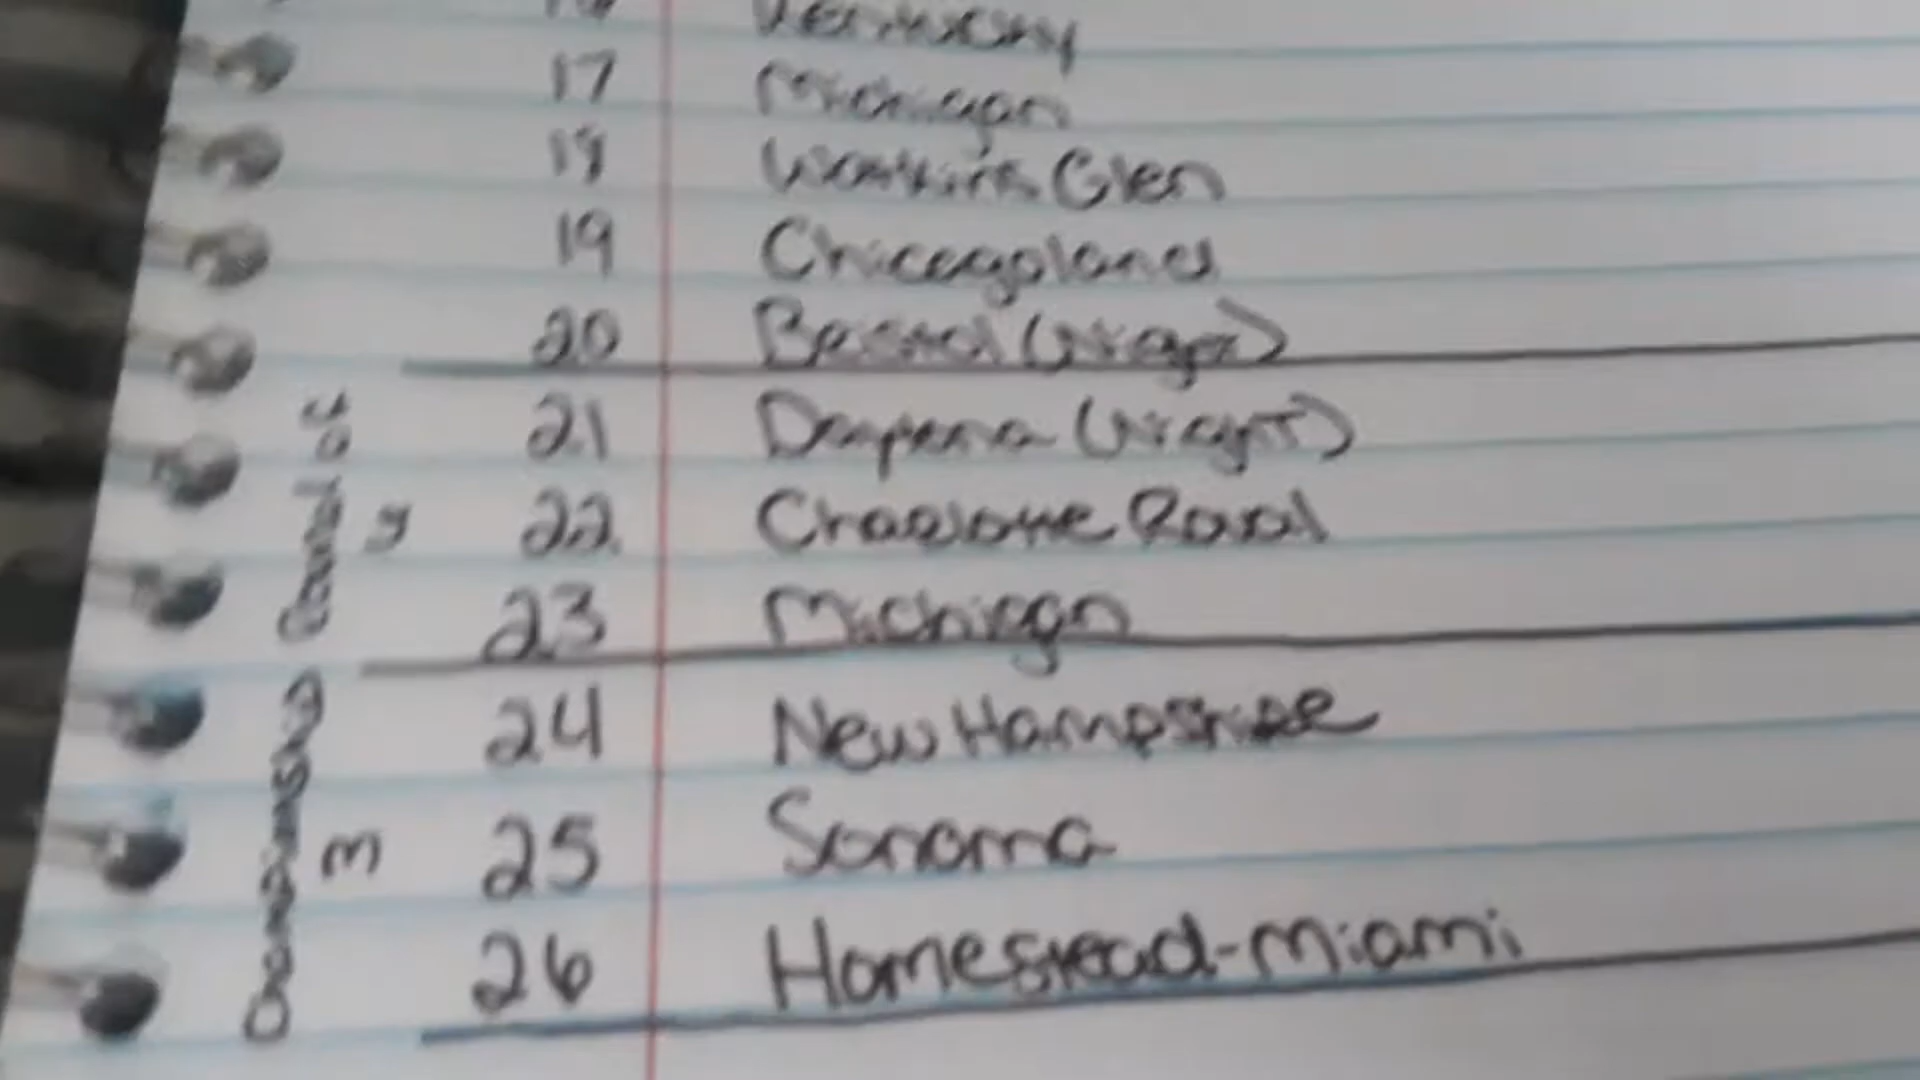 Kentucky
17 Michigan
18 Watkins Glen
19 Chicagoland
20 Bristol (Night)
21 Daytona (Night)
22 Charlotte Roval
23 Michigan
24 New Hampshire
25 Sonoma
26 Homestead-Miami